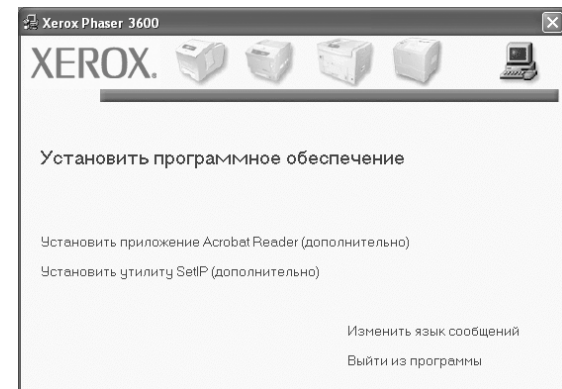 Xerox Phaser 3600
XEROX.
Установить программное обеспечение
Установить приложение Acrobat Reader (дополнительно)
Установить утилиту SetIP (дополнительно)
Изменить язык сообщений
Выйти из программы